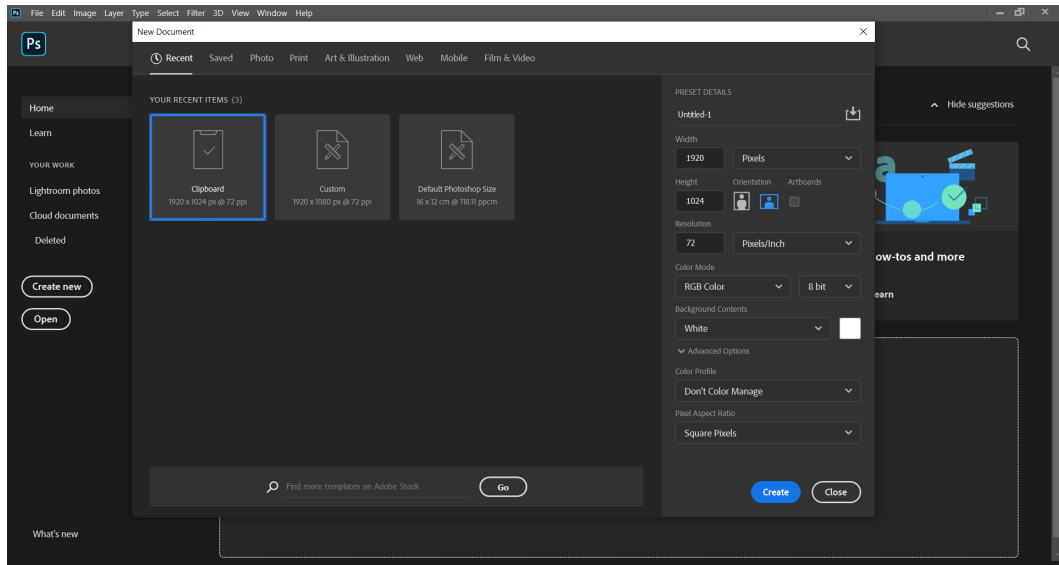 Ps File Edit Image Layer Type Select Filter 3D View Window Help
Ps
New Document
Recent Saved Photo Print Art & Illustration Web Mobile Film & Video
Home
Learn
YOUR WORK
Lightroom photos
Cloud documents
Deleted
Create new
Open
What's new
YOUR RECENT ITEMS (3)
Clipboard
1920 x 1024 px @ 72 ppi
Custom
1920 x 1080 px @ 72 ppi
Default Photoshop Size
16 x 12 cm @ 118.11 ppcm
Find more templates on Adobe Stock Go
PRESET DETAILS
Untitled-1
Width
1920 Pixels
Height Orientation Artboards
1024
Resolution
72 Pixels/Inch
Color Mode
RGB Color 8 bit
Background Contents
White
Advanced Options
Color Profile
Don't Color Manage
Pixel Aspect Ratio
Square Pixels
Create Close
Hide suggestions
ow-tos and more
earn